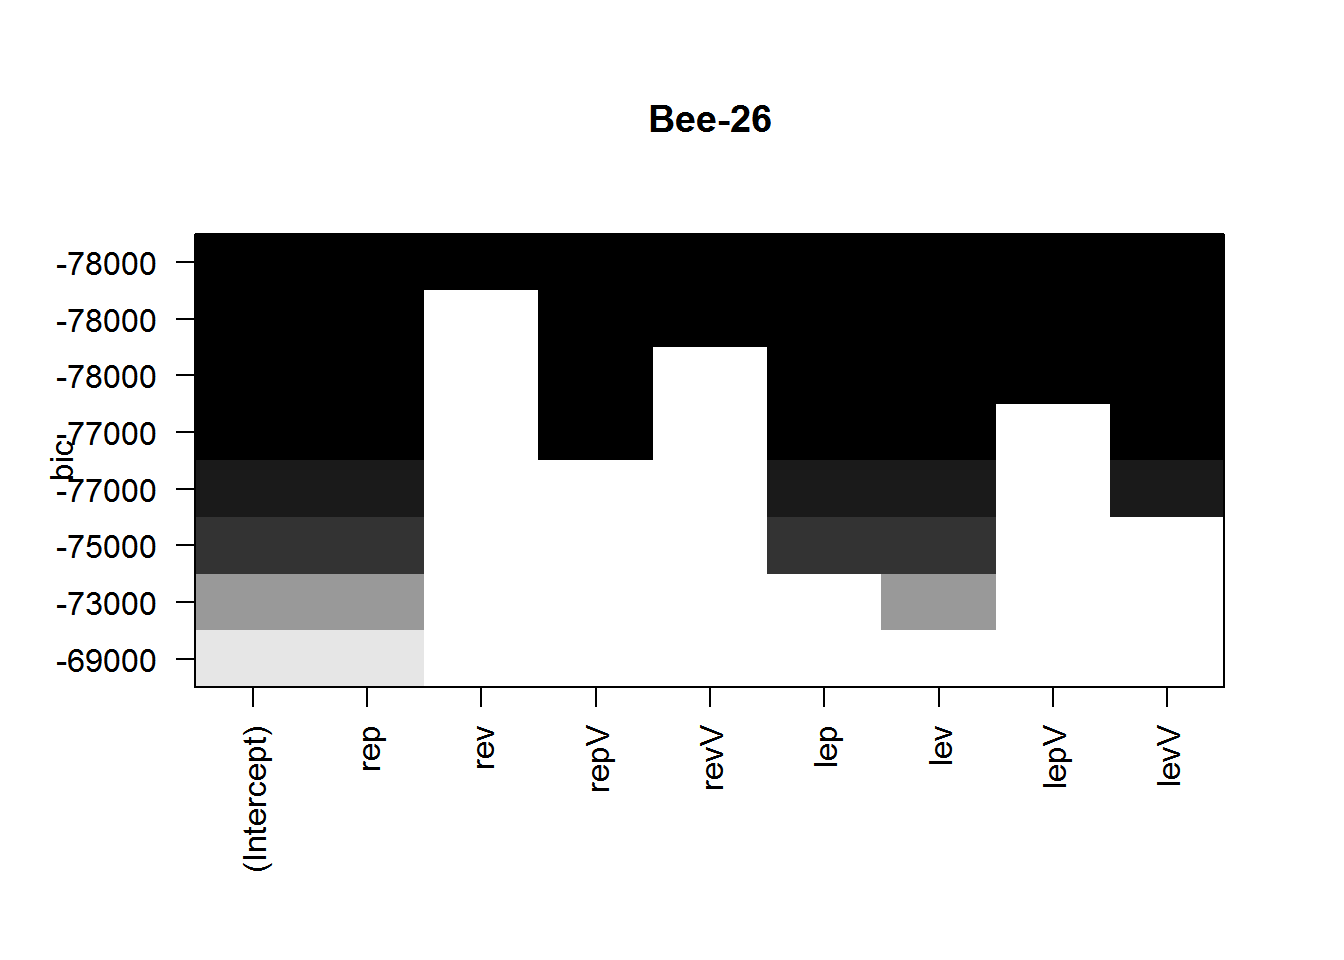 Bee-26
-78000
-78000
-78000
-77000
bic
-77000
-75000
-73000
-69000
(Intercept)
rep
rev
repV
revV
lep
lev
lepV
levV